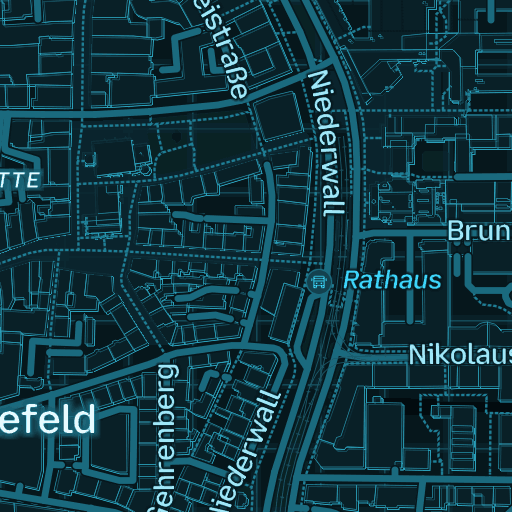 eistraße
Niederwall
TTE
Brun
Rathaus
Nikolaus
efeld
Gehrenberg
Niederwall